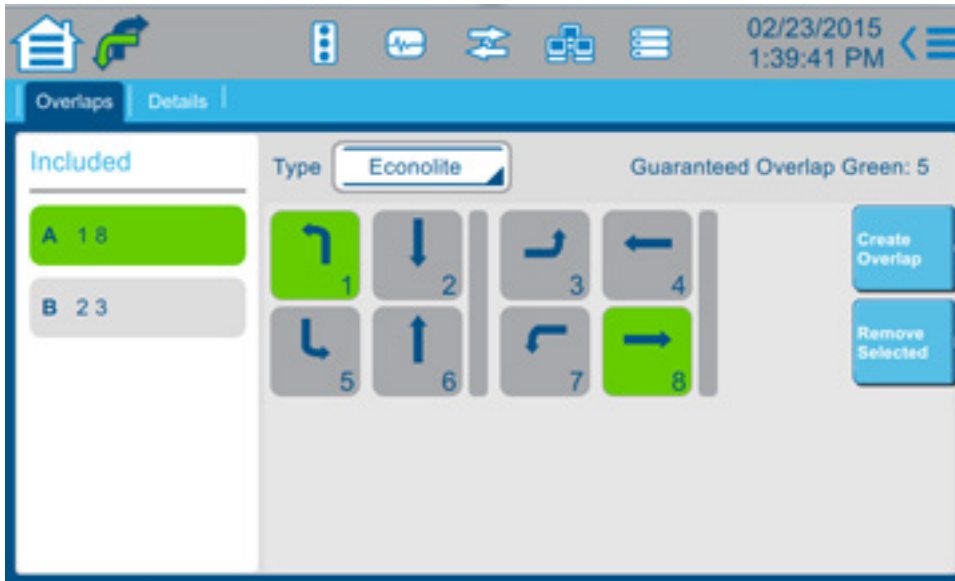 02/23/2015
1:39:41 PM
Overlaps
Details
Included
Type
Econolite
Guaranteed Overlap Green: 5
A 1 8
B 2 3
1
2
3
4
5
6
7
8
Create
Overlap
Remove
Selected